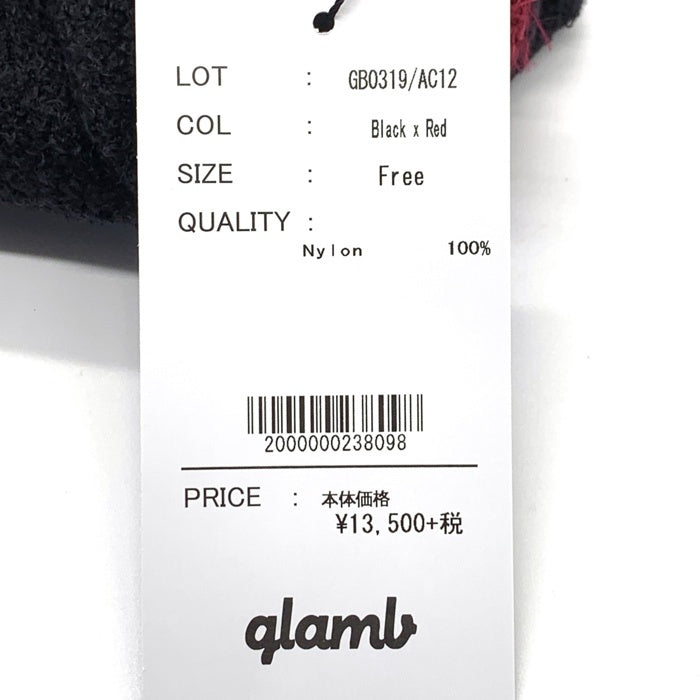 LOT : GB0319/AC12
COL : Black x Red
SIZE : Free
QUALITY :
Nylon 100%
2000000238098
PRICE : 本体価格
¥13,500+税
glamb